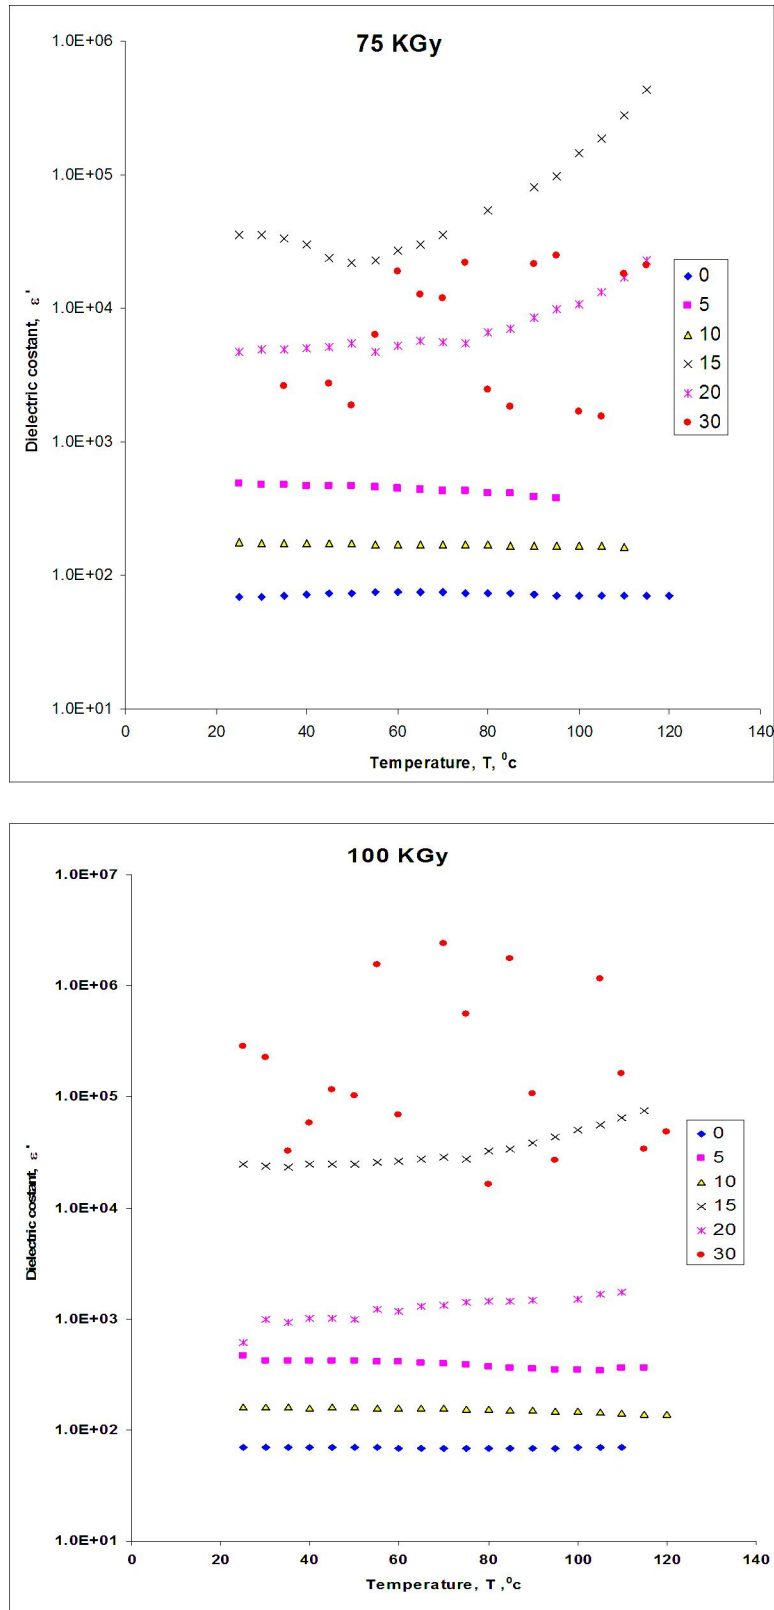 75 KGy
1.0E+06
1.0E+05
1.0E+04
1.0E+03
1.0E+02
1.0E+01
Dielectric costant, ε'
0 20 40 60 80 100 120 140
Temperature, T, ⁰c
0
5
10
15
20
30
100 KGy
1.0E+07
1.0E+06
1.0E+05
1.0E+04
1.0E+03
1.0E+02
1.0E+01
Dielectric costant, ε'
0 20 40 60 80 100 120 140
Temperature, T ,⁰c
0
5
10
15
20
30